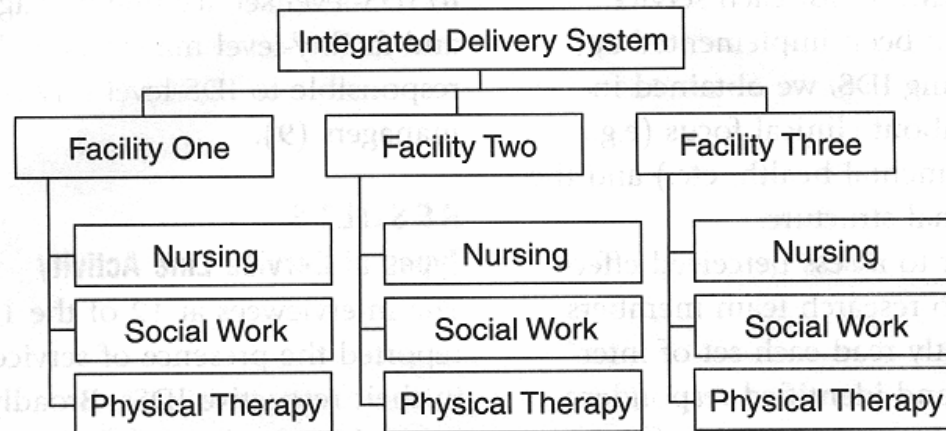 Integrated Delivery System
Facility One
Facility Two
Facility Three
Nursing
Nursing
Nursing
Social Work
Social Work
Social Work
Physical Therapy
Physical Therapy
Physical Therapy